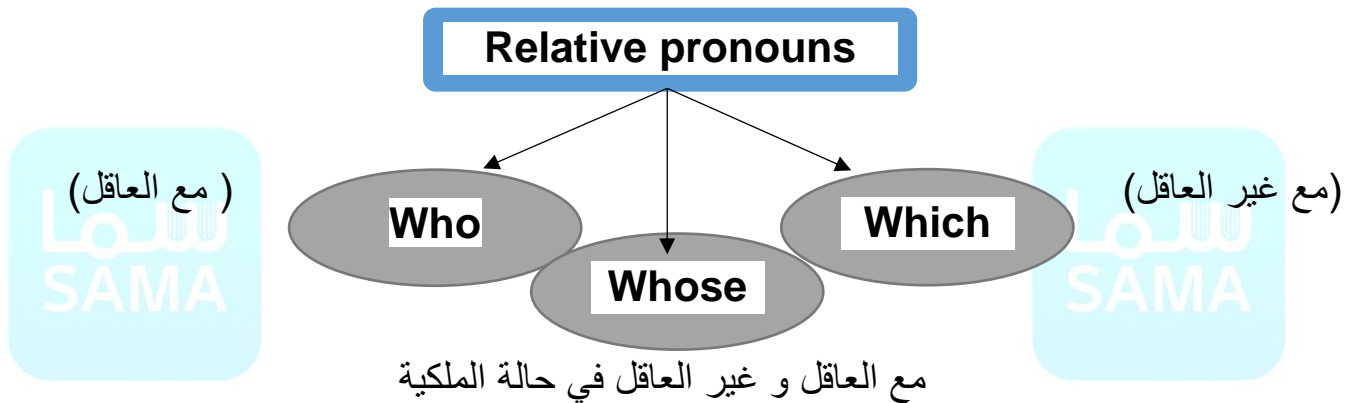 Relative pronouns
( مع العاقل)
(مع غير العاقل)
Who
Which
Whose
مع العاقل و غير العاقل في حالة الملكية
سما
SAMA
سما
SAMA